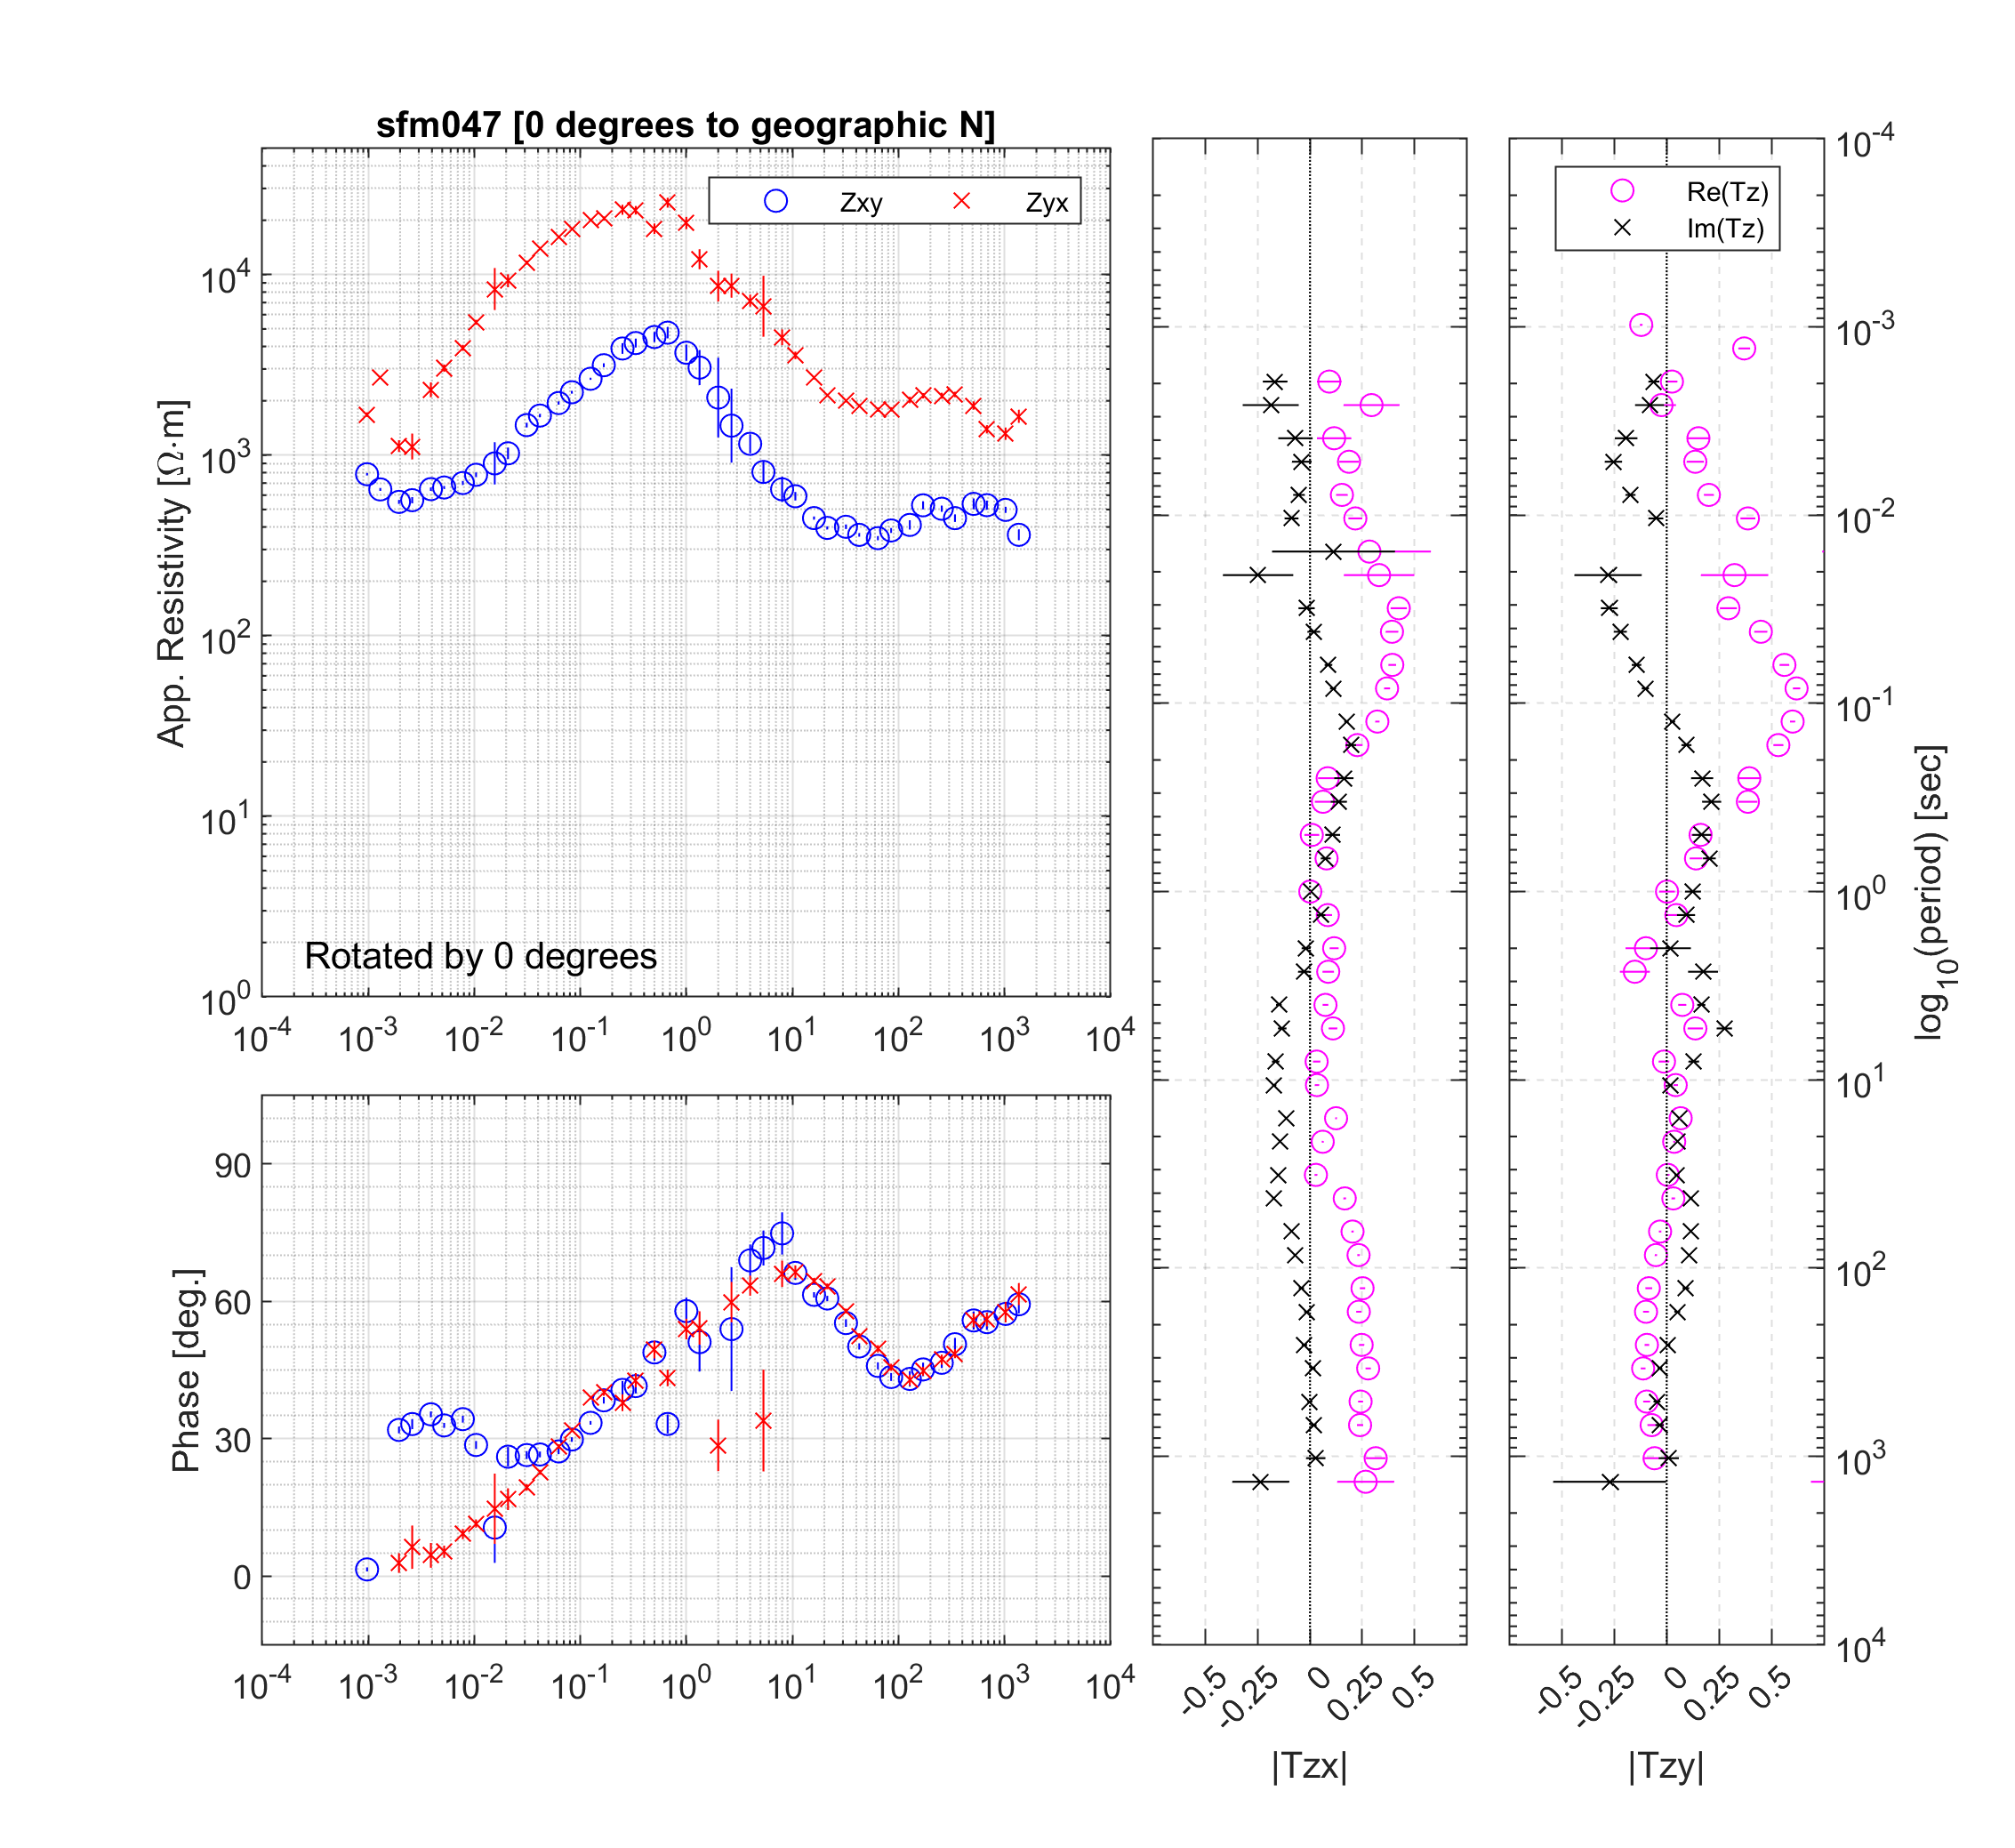 sfm047 [0 degrees to geographic N]
Zxy Zyx
App. Resistivity [Ω·m]
10^4
10^3
10^2
10^1
10^0
Rotated by 0 degrees
10^-4 10^-3 10^-2 10^-1 10^0 10^1 10^2 10^3 10^4
Phase [deg.]
90
60
30
0
10^-4 10^-3 10^-2 10^-1 10^0 10^1 10^2 10^3 10^4
-0.5 -0.25 0 0.25 0.5
|Tzx|
Re(Tz)
Im(Tz)
-0.5 -0.25 0 0.25 0.5
|Tzy|
10^-4
10^-3
10^-2
10^-1
10^0
10^1
10^2
10^3
10^4
log_10(period) [sec]